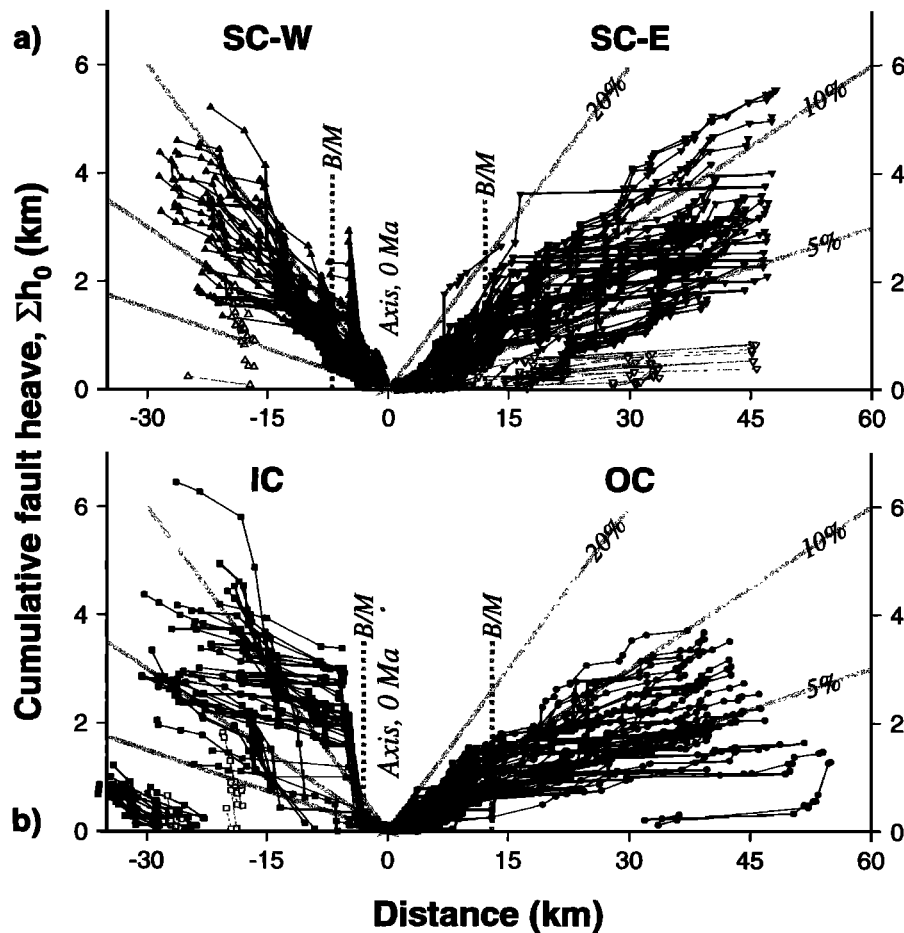 a)
SC-W
SC-E
6
4
2
0
6
4
2
0
20%
10%
5%
B/M
Axis, 0 Ma
B/M
-30
-15
0
15
30
45
60
Cumulative fault heave, Σh₀ (km)
b)
IC
OC
6
4
2
0
6
4
2
0
20%
10%
5%
B/M
Axis, 0 Ma
B/M
-30
-15
0
15
30
45
60
Distance (km)